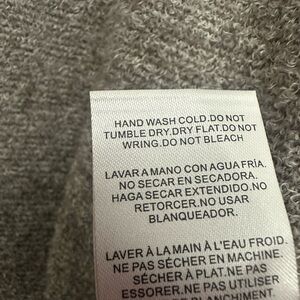 HAND WASH COLD.DO NOT
TUMBLE DRY.DRY FLAT.DO NOT
WRING.DO NOT BLEACH
LAVAR A MANO CON AGUA FRÍA.
NO SECAR EN SECADORA.
HAGA SECAR EXTENDIDO.NO
RETORCER.NO USAR
BLANQUEADOR.
LAVER À LA MAIN À L'EAU FROID.
NE PAS SÉCHER EN MACHINE.
SÉCHER À PLAT.NE PAS
ESSORER.NE PAS UTILISER